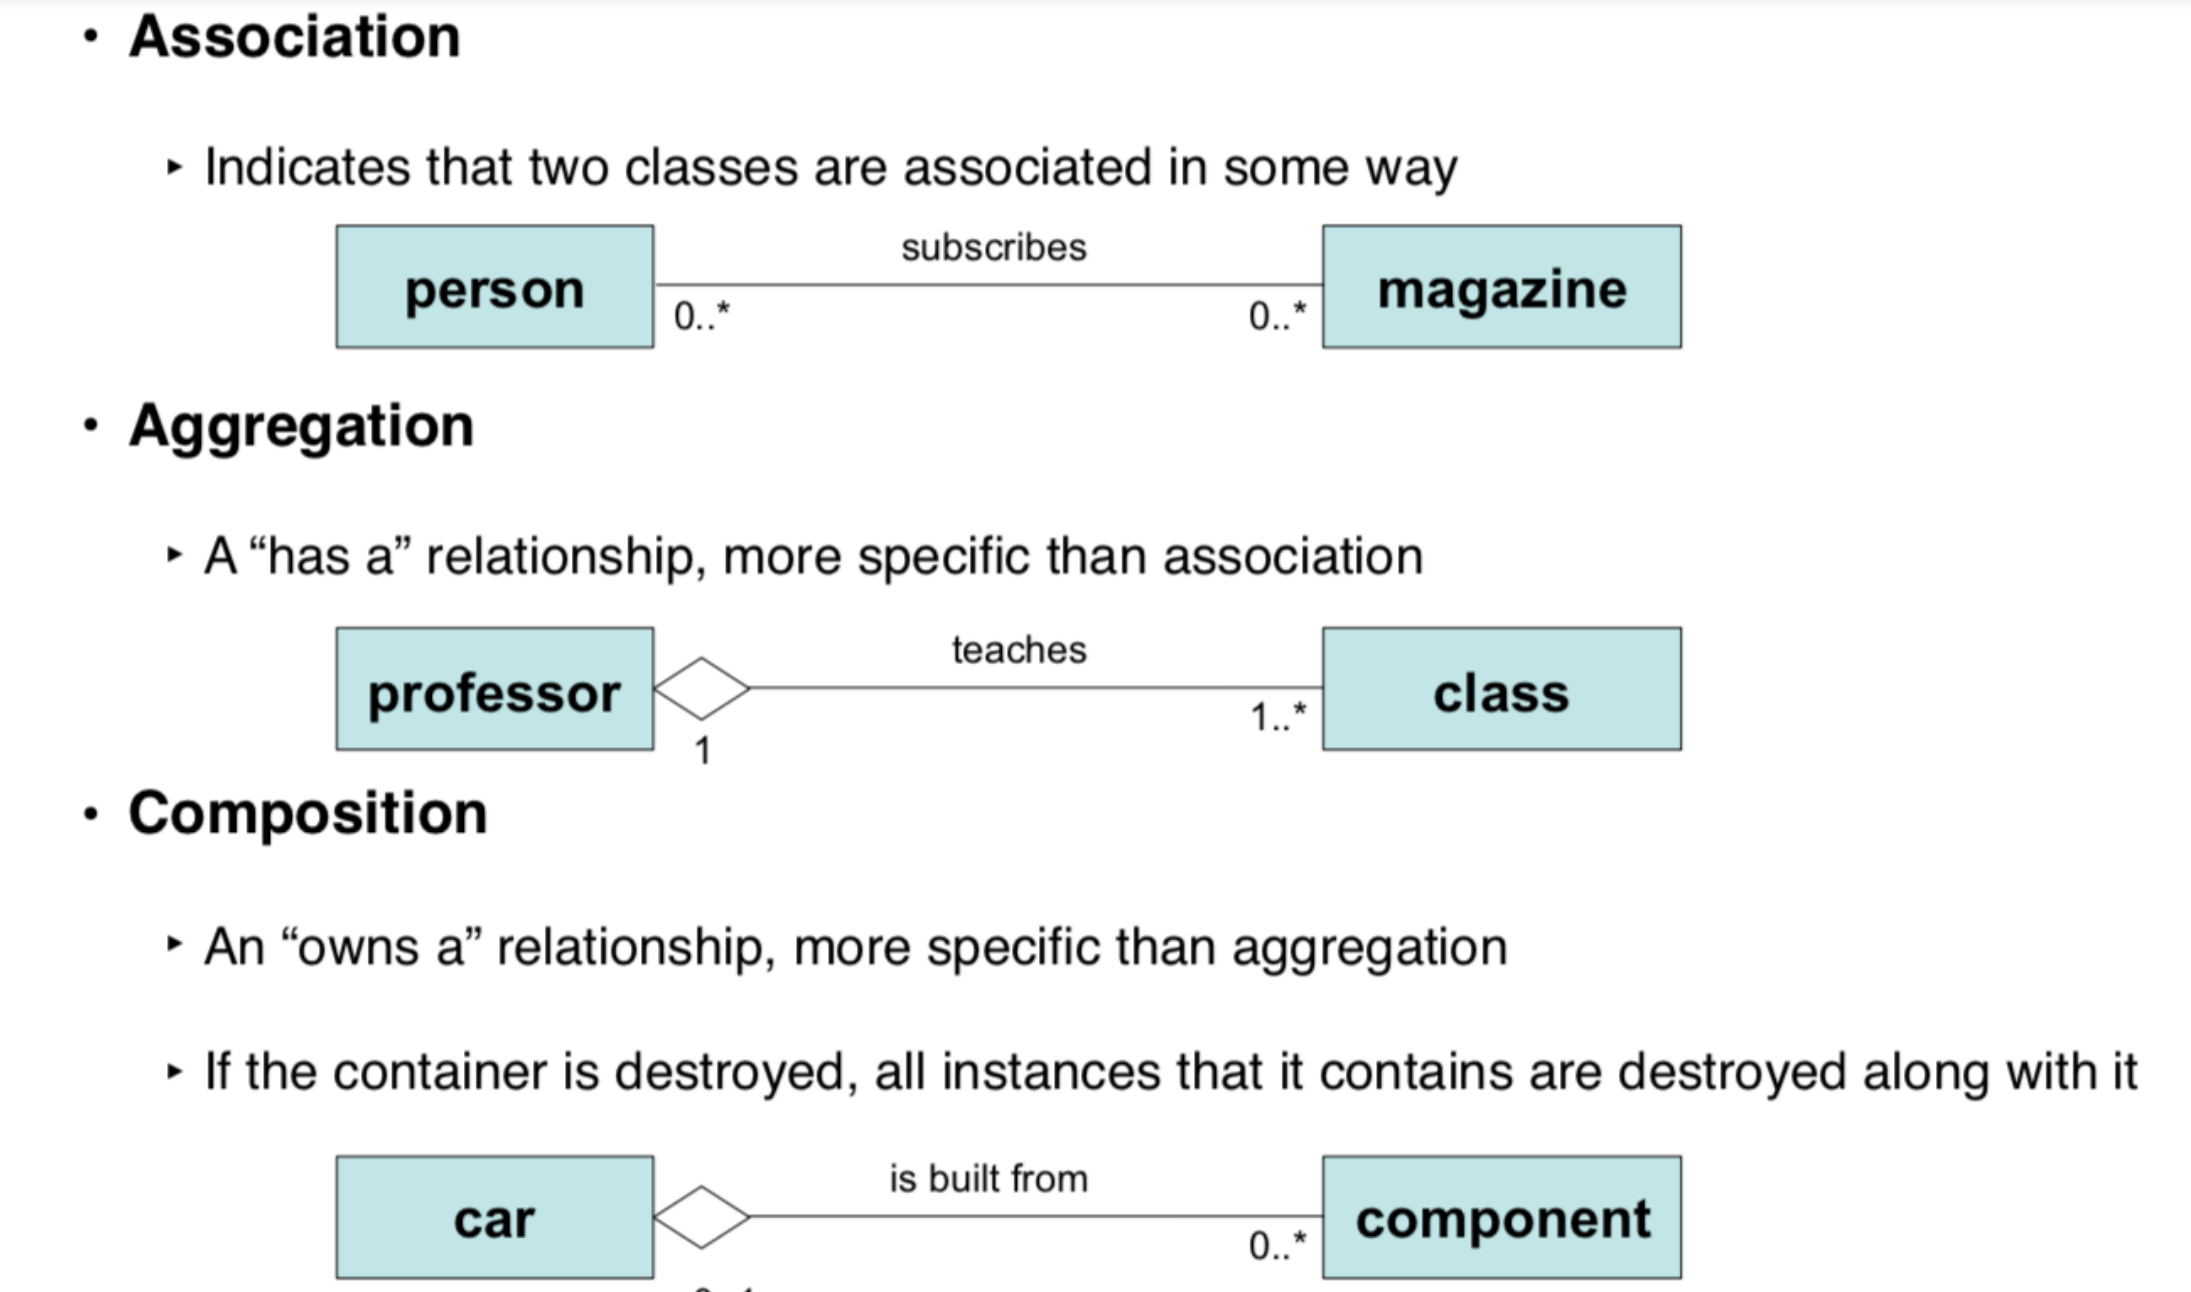 • Association
‣ Indicates that two classes are associated in some way
subscribes
person
magazine
0..*
0..*
• Aggregation
‣ A “has a” relationship, more specific than association
teaches
professor
class
1..*
1
• Composition
‣ An “owns a” relationship, more specific than aggregation
‣ If the container is destroyed, all instances that it contains are destroyed along with it
is built from
car
component
0..*